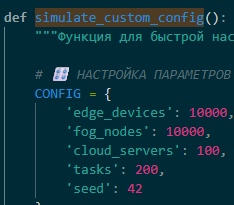 def simulate_custom_config():
"""Функция для быстрой нас
# 🎛️ НАСТРОЙКА ПАРАМЕТРОВ
CONFIG = {
'edge_devices': 10000,
'fog_nodes': 10000,
'cloud_servers': 100,
'tasks': 200,
'seed': 42